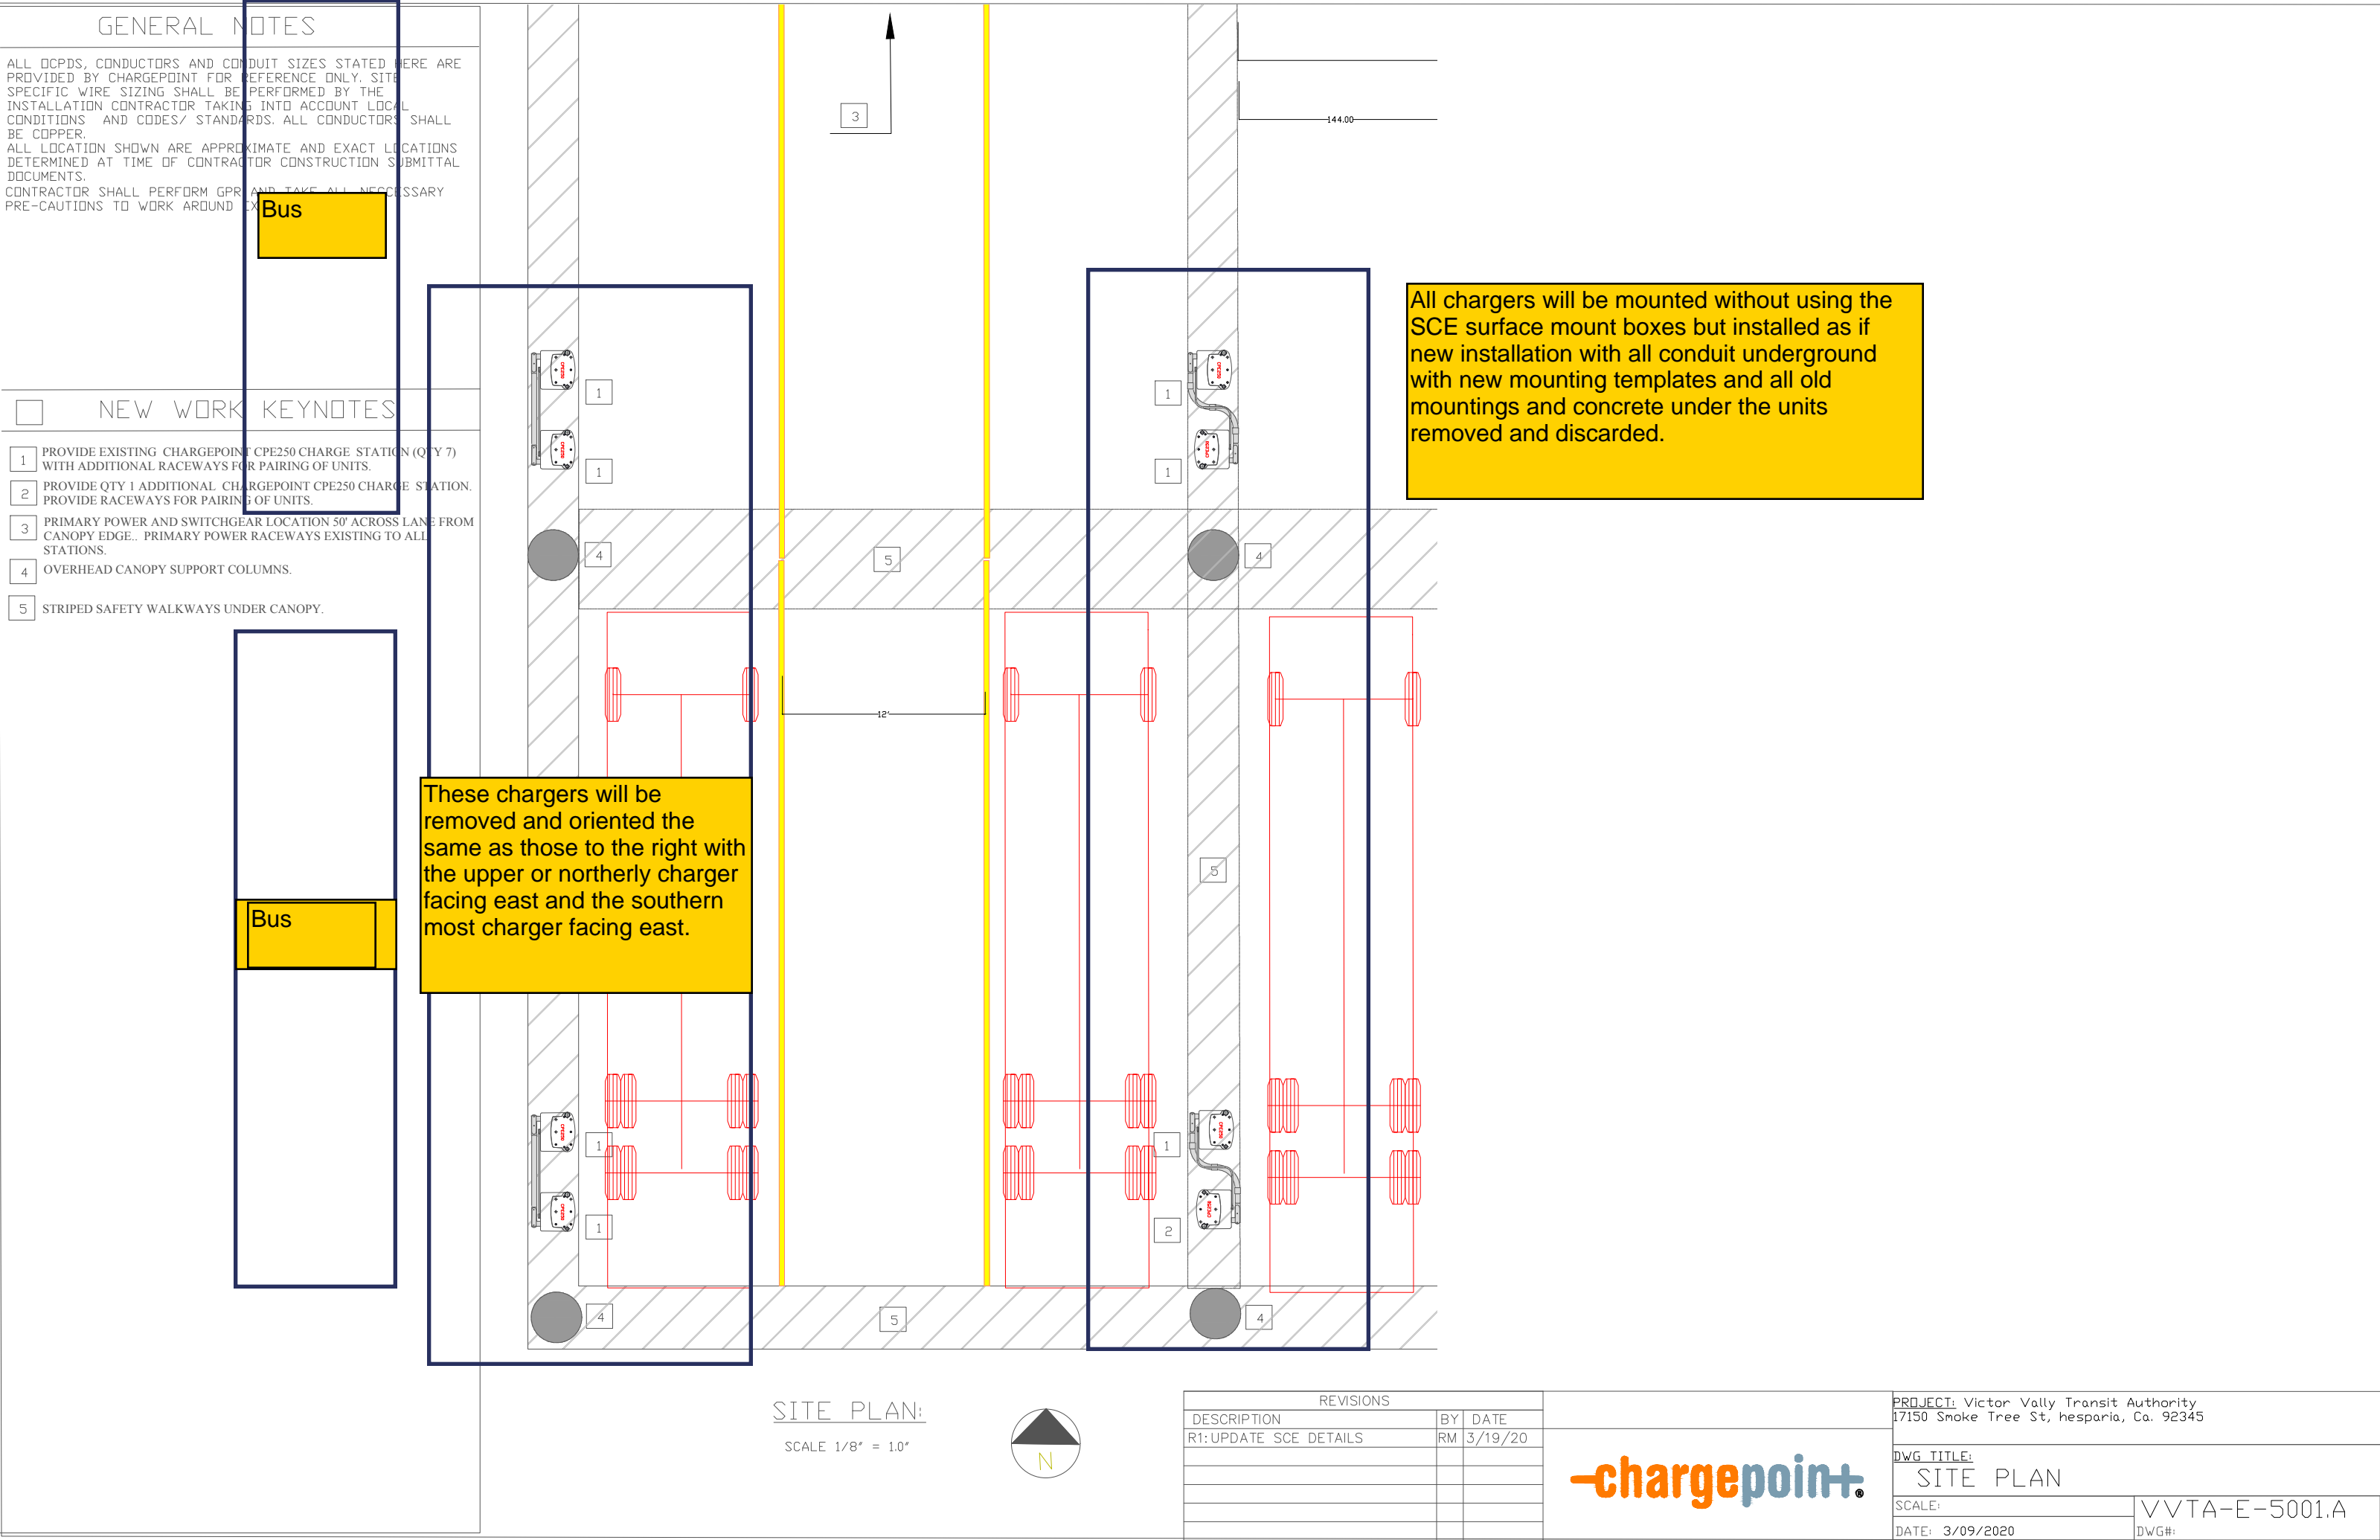 GENERAL NOTES
ALL OCPDS, CONDUCTORS AND CONDUIT SIZES STATED HERE ARE
PROVIDED BY CHARGEPOINT FOR REFERENCE ONLY. SITE
SPECIFIC WIRE SIZING SHALL BE PERFORMED BY THE
INSTALLATION CONTRACTOR TAKING INTO ACCOUNT LOCAL
CONDITIONS AND CODES/ STANDARDS. ALL CONDUCTORS SHALL
BE COPPER.
ALL LOCATION SHOWN ARE APPROXIMATE AND EXACT LOCATIONS
DETERMINED AT TIME OF CONTRACTOR CONSTRUCTION SUBMITTAL
DOCUMENTS.
CONTRACTOR SHALL PERFORM GPR AND TAKE ALL NECCESSARY
PRE-CAUTIONS TO WORK AROUND
Bus
NEW WORK KEYNOTES
1 PROVIDE EXISTING CHARGEPOINT CPE250 CHARGE STATION (QTY 7)
WITH ADDITIONAL RACEWAYS FOR PAIRING OF UNITS.
2 PROVIDE QTY 1 ADDITIONAL CHARGEPOINT CPE250 CHARGE STATION.
PROVIDE RACEWAYS FOR PAIRING OF UNITS.
3 PRIMARY POWER AND SWITCHGEAR LOCATION 50' ACROSS LANE FROM
CANOPY EDGE.. PRIMARY POWER RACEWAYS EXISTING TO ALL
STATIONS.
4 OVERHEAD CANOPY SUPPORT COLUMNS.
5 STRIPED SAFETY WALKWAYS UNDER CANOPY.
Bus
3
144.00
All chargers will be mounted without using the
SCE surface mount boxes but installed as if
new installation with all conduit underground
with new mounting templates and all old
mountings and concrete under the units
removed and discarded.
CPE250
1
CPE250
1
CPE250
1
CPE250
1
4
5
4
12'
These chargers will be
removed and oriented the
same as those to the right with
the upper or northerly charger
facing east and the southern
most charger facing east.
5
CPE250
1
CPE250
1
CPE250
1
CPE250
2
4
5
4
SITE PLAN:
SCALE 1/8" = 1.0"
N
REVISIONS
DESCRIPTION BY DATE
R1:UPDATE SCE DETAILS RM 3/19/20
-chargepoin+®
PROJECT: Victor Vally Transit Authority
17150 Smoke Tree St, hesparia, Ca. 92345
DWG TITLE:
SITE PLAN
SCALE:
VVTA-E-5001.A
DATE: 3/09/2020
DWG#: